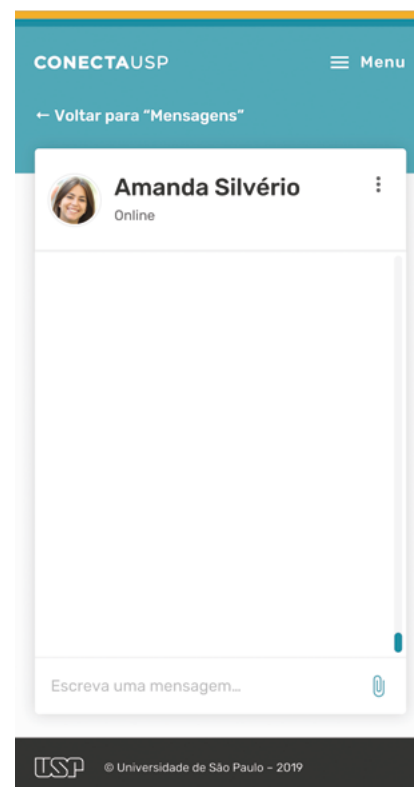 CONECTAUSP
Menu
← Voltar para “Mensagens”
Amanda Silvério
Online
Escreva uma mensagem...
USP
© Universidade de São Paulo – 2019